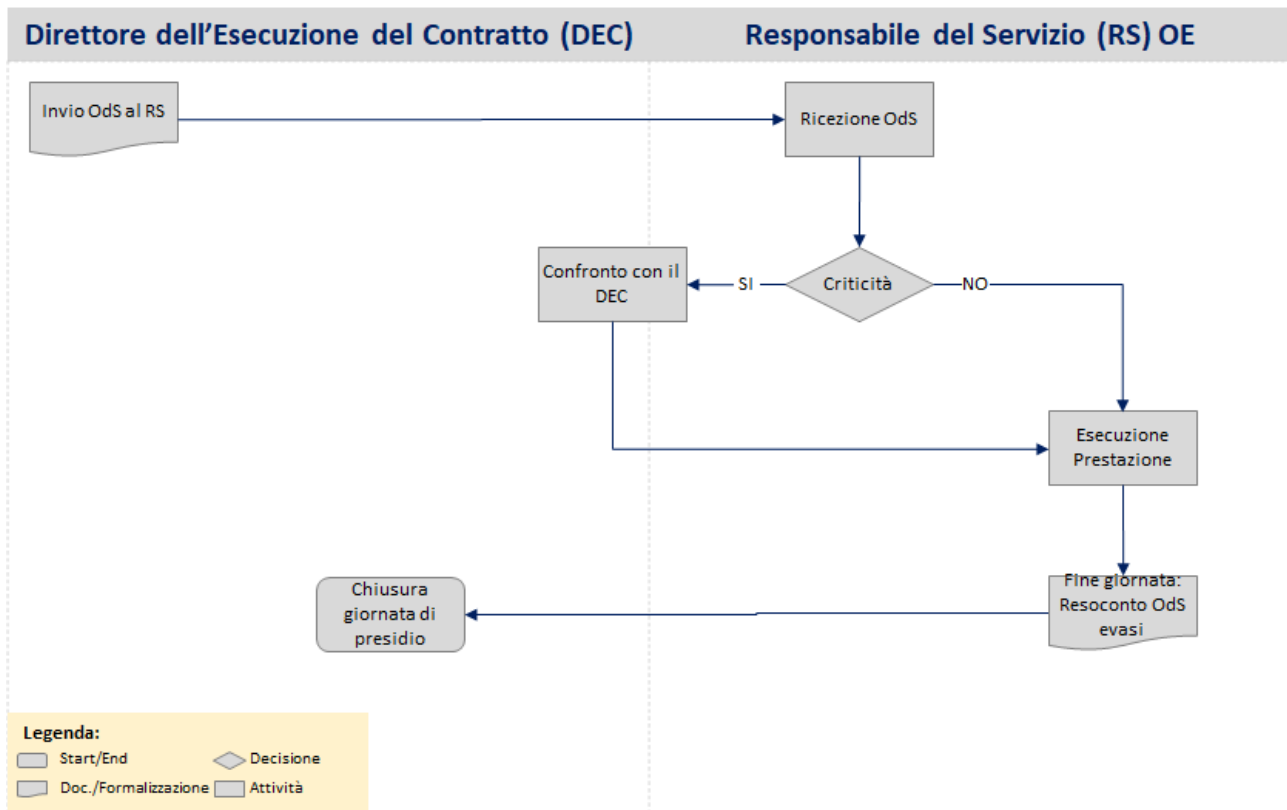 Direttore dell’Esecuzione del Contratto (DEC)
Responsabile del Servizio (RS) OE
Invio OdS al RS
Ricezione OdS
Confronto con il
DEC
SI
Criticità
NO
Esecuzione
Prestazione
Chiusura
giornata di
presidio
Fine giornata:
Resoconto OdS
evasi
Legenda:
Start/End
Decisione
Doc./Formalizzazione
Attività